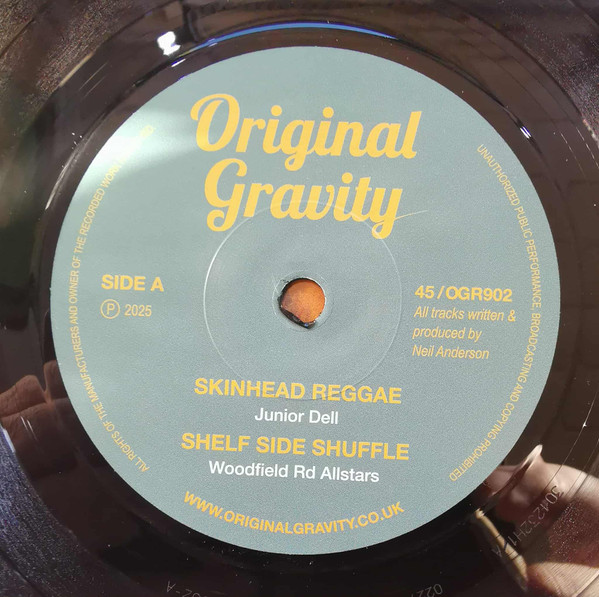 Original
Gravity
SIDE A
℗ 2025
45 / OGR902
All tracks written &
produced by
Neil Anderson
SKINHEAD REGGAE
Junior Dell
SHELF SIDE SHUFFLE
Woodfield Rd Allstars
WWW.ORIGINALGRAVITY.CO.UK
ALL RIGHTS OF THE MANUFACTURERS AND OWNER OF THE RECORDED
UNAUTHORIZED PUBLIC PERFORMANCE, BROADCASTING AND COPYING PROHIBITED